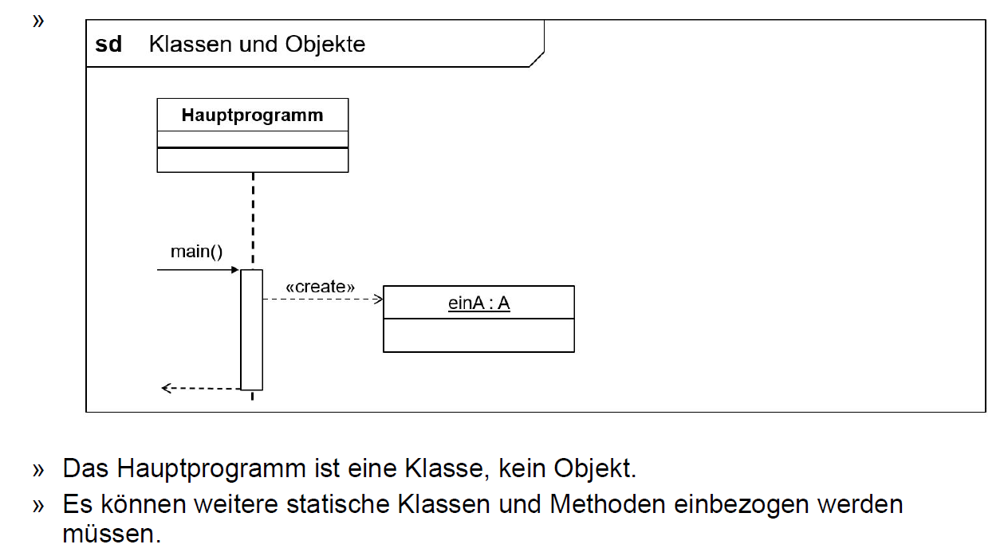 »
sd Klassen und Objekte
Hauptprogramm
main()
«create»
einA : A
» Das Hauptprogramm ist eine Klasse, kein Objekt.
» Es können weitere statische Klassen und Methoden einbezogen werden
müssen.